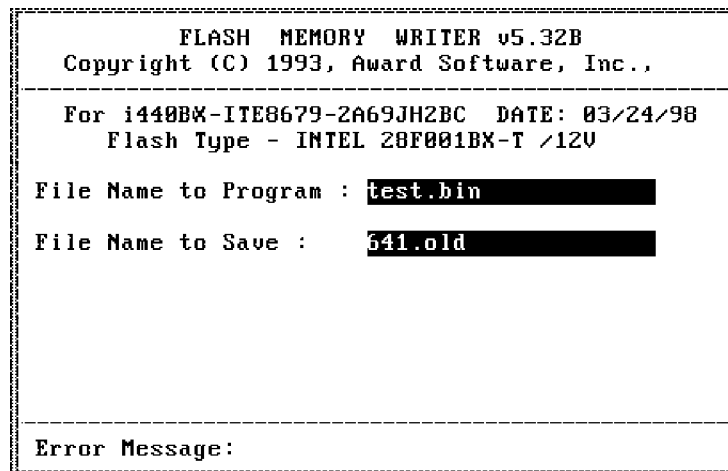 FLASH MEMORY WRITER v5.32B
Copyright (C) 1993, Award Software, Inc.,
For i440BX-ITE8679-2A69JH2BC DATE: 03/24/98
Flash Type - INTEL 28F001BX-T /12V
File Name to Program : test.bin
File Name to Save : 641.old
Error Message: